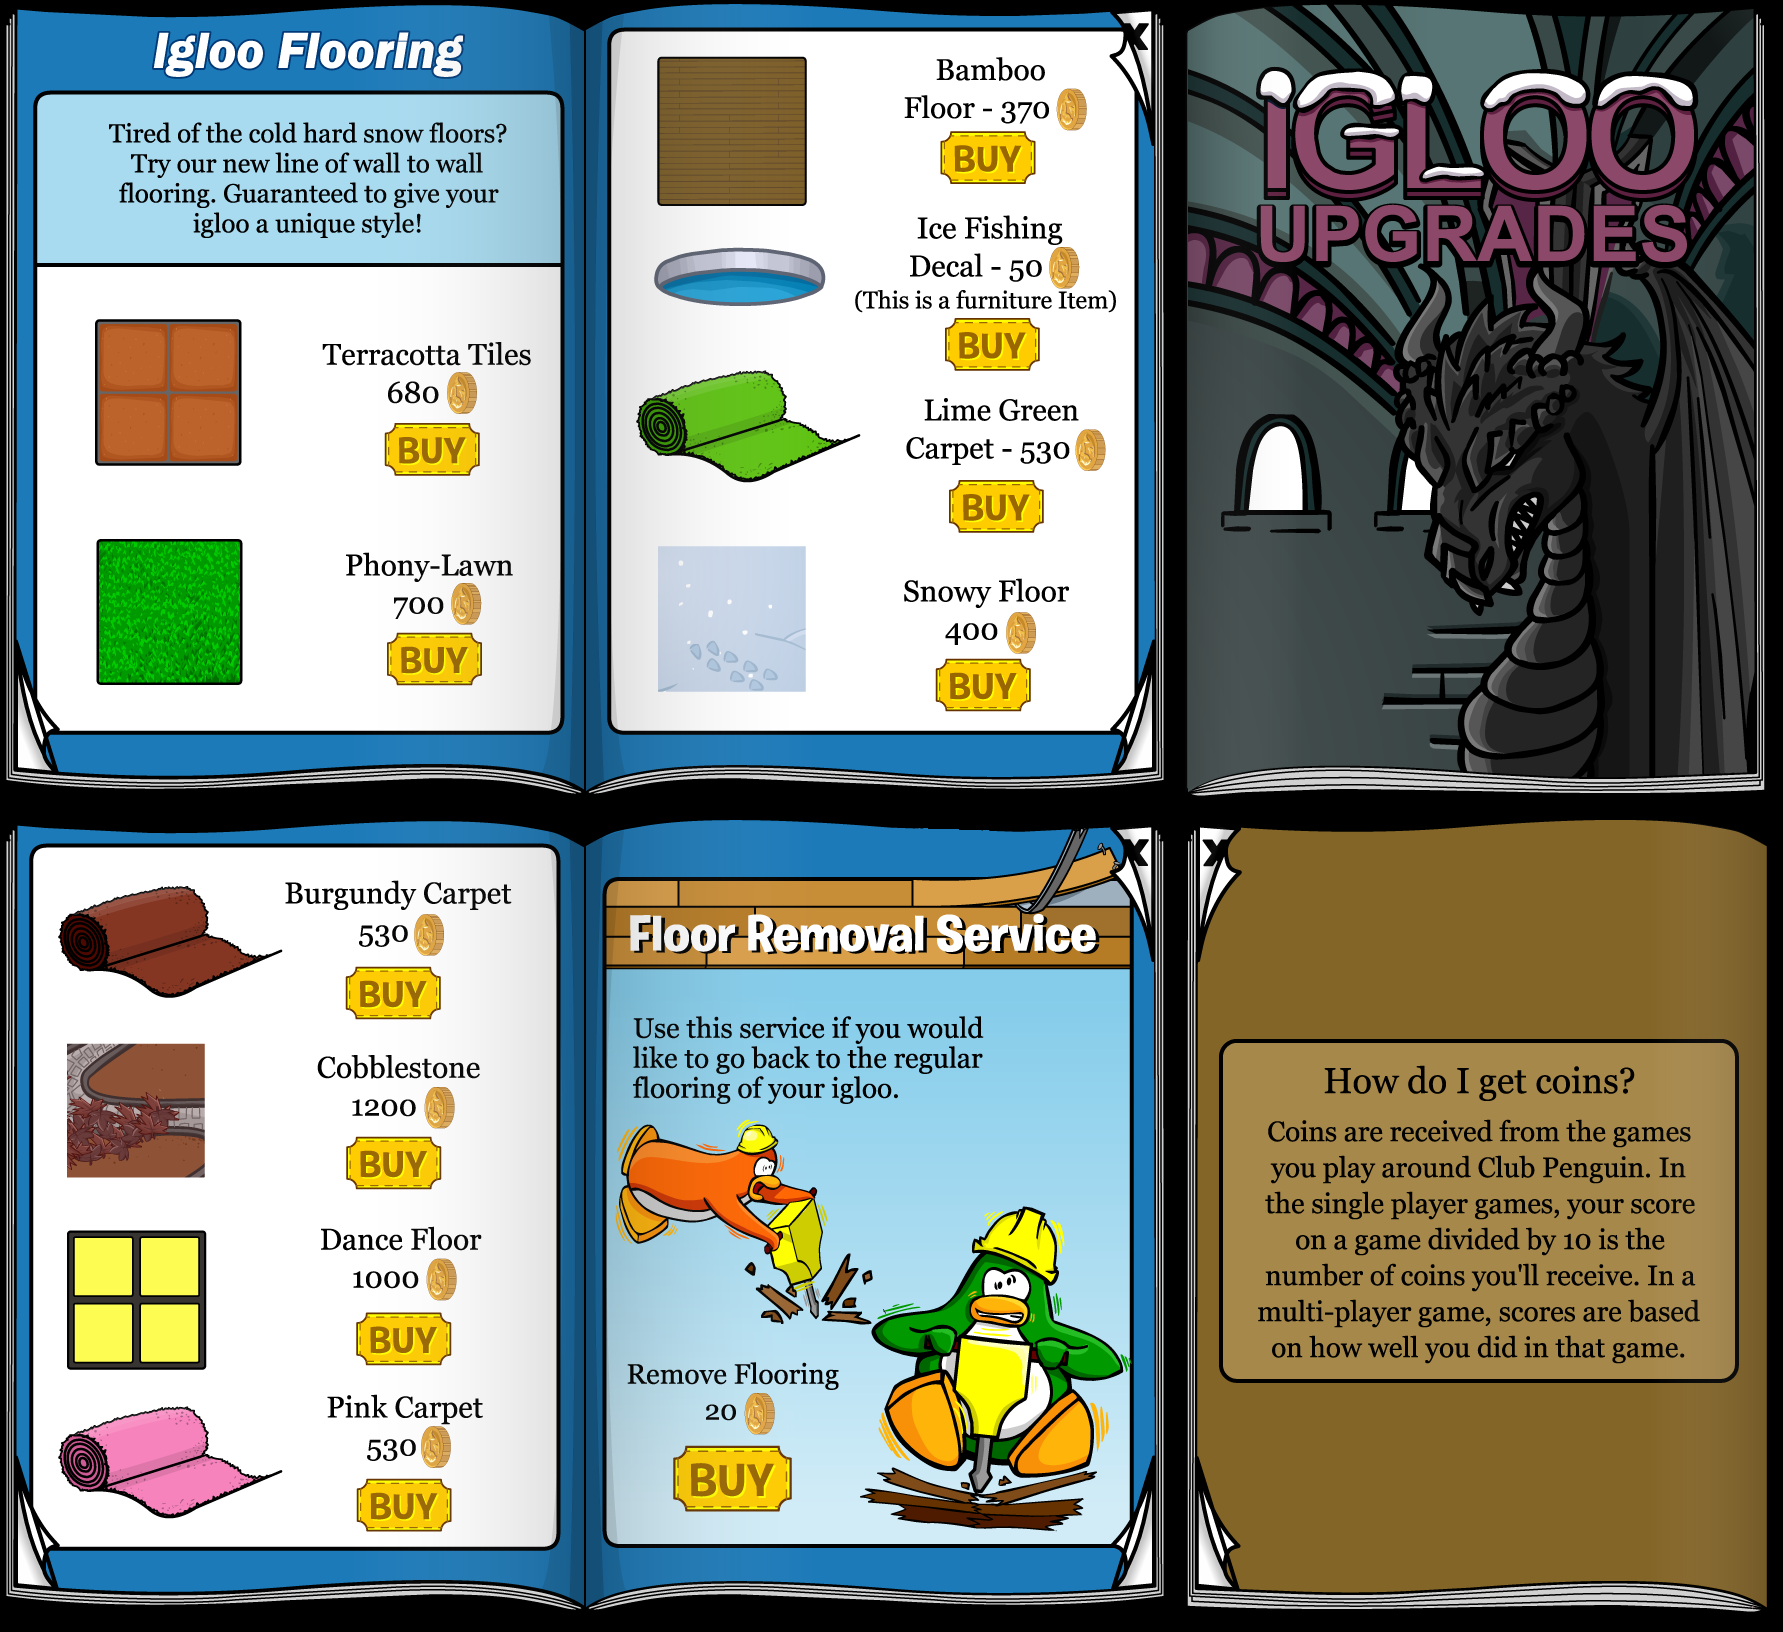 Igloo Flooring
Tired of the cold hard snow floors?
Try our new line of wall to wall
flooring. Guaranteed to give your
igloo a unique style!
Terracotta Tiles
680
BUY
Phony-Lawn
700
BUY
X
Bamboo
Floor - 370
BUY
Ice Fishing
Decal - 50
(This is a furniture Item)
BUY
Lime Green
Carpet - 530
BUY
Snowy Floor
400
BUY
IGLOO
UPGRADES
Burgundy Carpet
530
BUY
Cobblestone
1200
BUY
Dance Floor
1000
BUY
Pink Carpet
530
BUY
X
Floor Removal Service
Use this service if you would
like to go back to the regular
flooring of your igloo.
Remove Flooring
20
BUY
X
How do I get coins?
Coins are received from the games
you play around Club Penguin. In
the single player games, your score
on a game divided by 10 is the
number of coins you'll receive. In a
multi-player game, scores are based
on how well you did in that game.